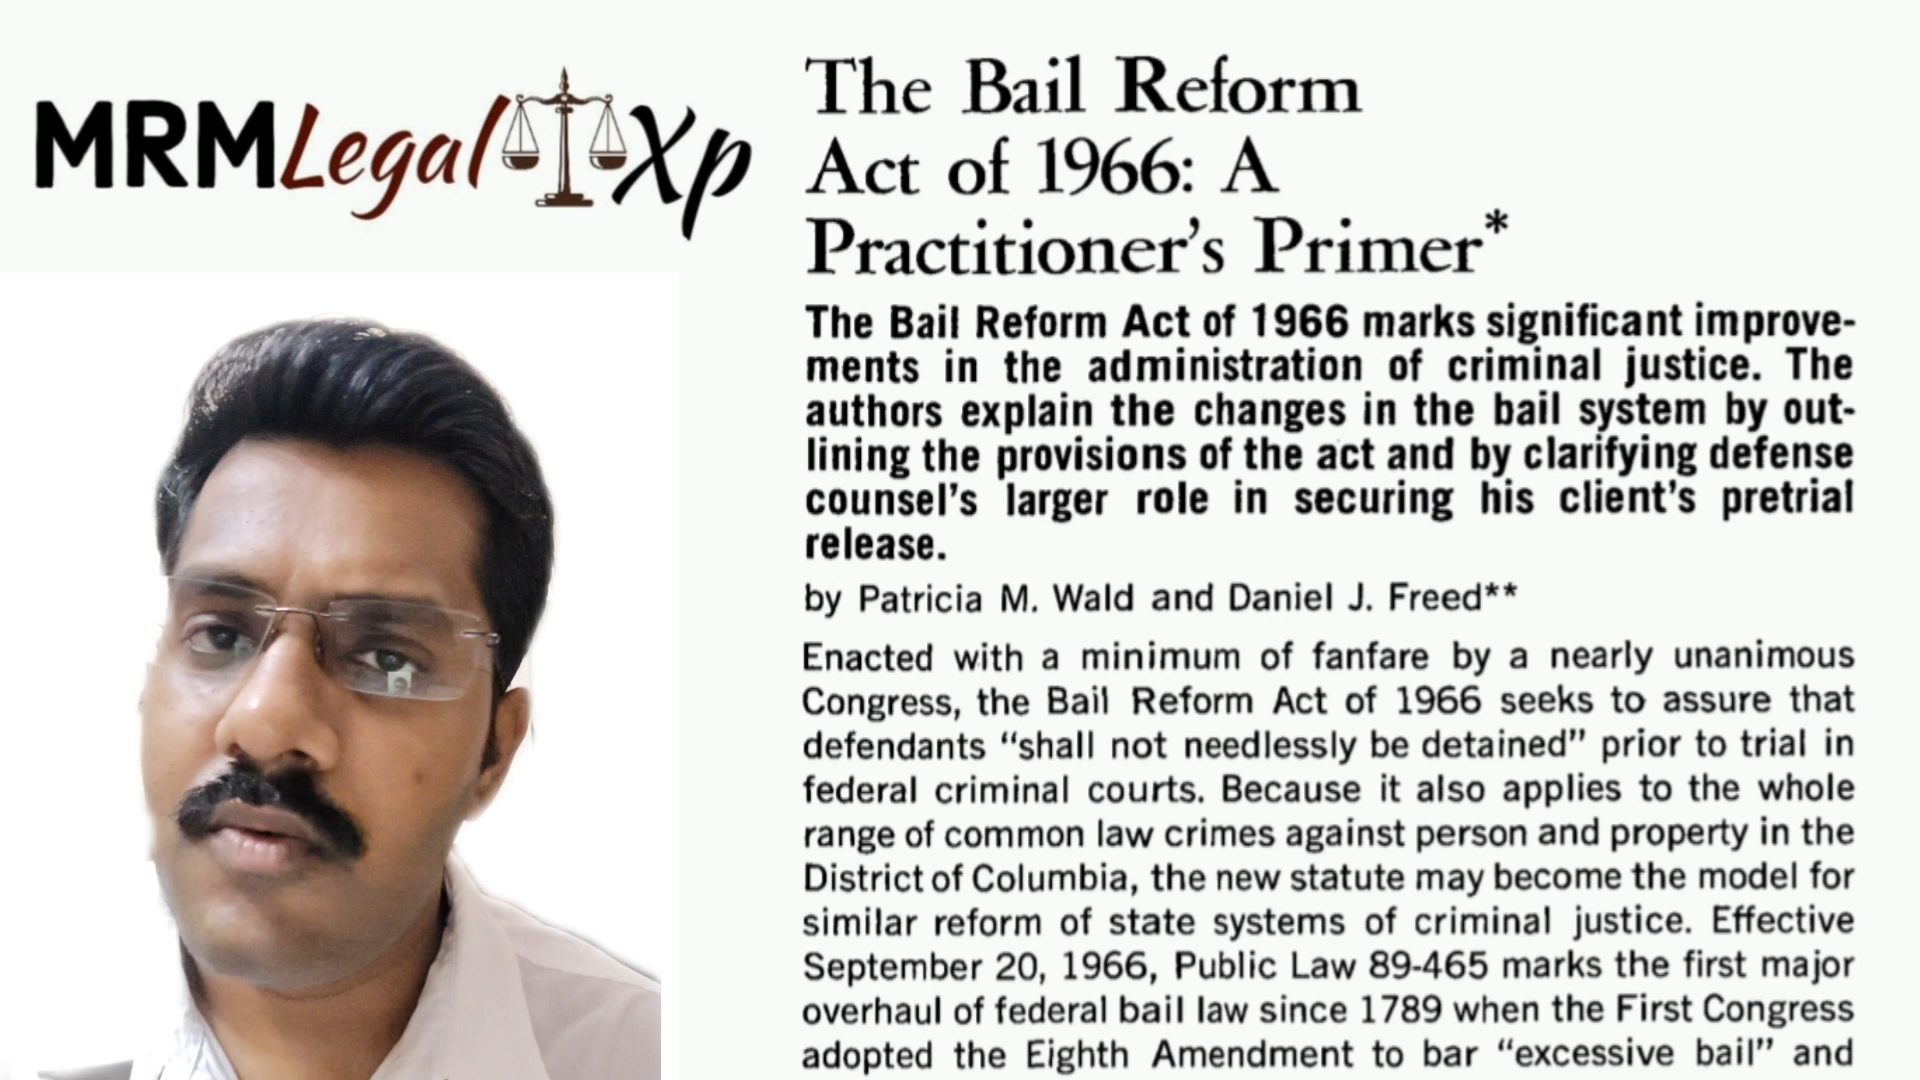 MRMLegalXp
The Bail Reform
Act of 1966: A
Practitioner's Primer*
The Bail Reform Act of 1966 marks significant improve-
ments in the administration of criminal justice. The
authors explain the changes in the bail system by out-
lining the provisions of the act and by clarifying defense
counsel's larger role in securing his client's pretrial
release.
by Patricia M. Wald and Daniel J. Freed**
Enacted with a minimum of fanfare by a nearly unanimous
Congress, the Bail Reform Act of 1966 seeks to assure that
defendants “shall not needlessly be detained” prior to trial in
federal criminal courts. Because it also applies to the whole
range of common law crimes against person and property in the
District of Columbia, the new statute may become the model for
similar reform of state systems of criminal justice. Effective
September 20, 1966, Public Law 89-465 marks the first major
overhaul of federal bail law since 1789 when the First Congress
adopted the Eighth Amendment to bar “excessive bail” and